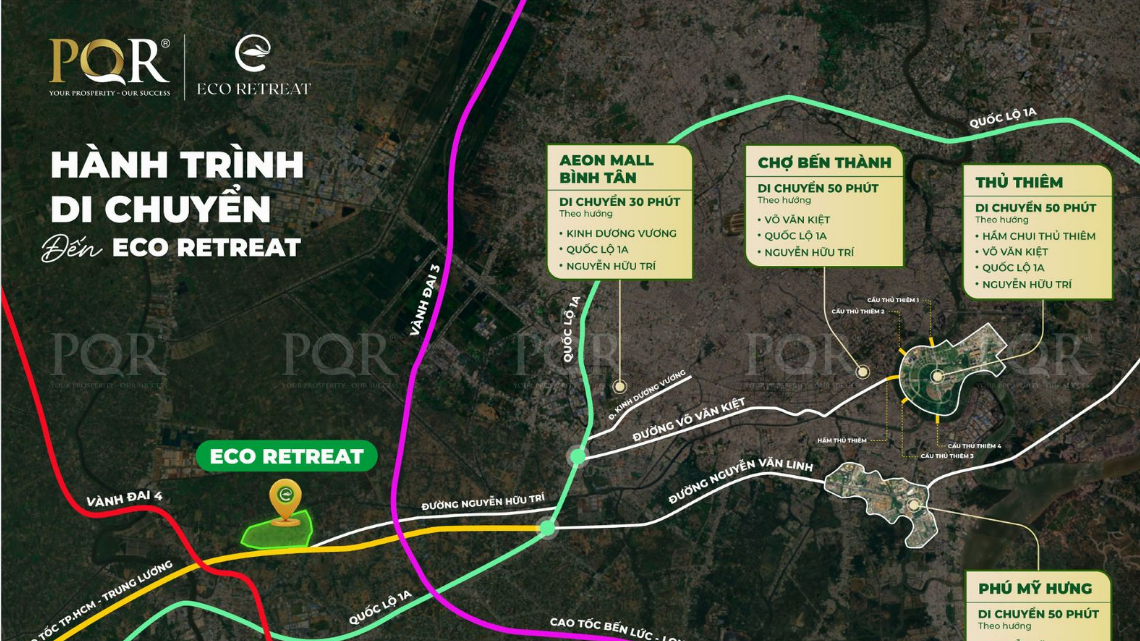 PQR®
YOUR PROSPERITY - OUR SUCCESS
ECO RETREAT
HÀNH TRÌNH
DI CHUYỂN
Đến ECO RETREAT
VÀNH ĐAI 3
QUỐC LỘ 1A
AEON MALL
BÌNH TÂN
DI CHUYỂN 30 PHÚT
Theo hướng
• KINH DƯƠNG VƯƠNG
• QUỐC LỘ 1A
• NGUYỄN HỮU TRÍ
CHỢ BẾN THÀNH
DI CHUYỂN 50 PHÚT
Theo hướng
• VÕ VĂN KIỆT
• QUỐC LỘ 1A
• NGUYỄN HỮU TRÍ
THỦ THIÊM
DI CHUYỂN 50 PHÚT
Theo hướng
• HẦM CHUI THỦ THIÊM
• VÕ VĂN KIỆT
• QUỐC LỘ 1A
• NGUYỄN HỮU TRÍ
CẦU THỦ THIÊM 1
CẦU THỦ THIÊM 2
QUỐC LỘ 1A
PQR
YOUR PROSPERITY - OUR SUCCESS
PQR
YOUR PROSPERITY - OUR SUCCESS
PQR
YOUR PROSPERITY - OUR SUCCESS
PQR
YOUR PROSPERITY - OUR SUCCESS
PQR
Đ. KINH DƯƠNG VƯƠNG
ĐƯỜNG VÕ VĂN KIỆT
HẦM THỦ THIÊM
CẦU THỦ THIÊM 4
CẦU THỦ THIÊM 3
ECO RETREAT
ĐƯỜNG NGUYỄN VĂN LINH
VÀNH ĐAI 4
ĐƯỜNG NGUYỄN HỮU TRÍ
TỐC TP.HCM - TRUNG LƯƠNG
QUỐC LỘ 1A
CAO TỐC BẾN LỨC - LO
PHÚ MỸ HƯNG
DI CHUYỂN 50 PHÚT
Theo hướng